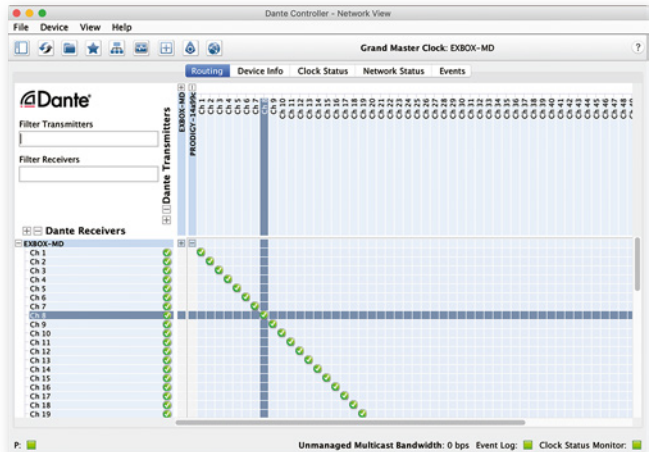 Dante Controller - Network View
File Device View Help
Grand Master Clock: EXBOX-MD
?
Routing Device Info Clock Status Network Status Events
Dante
Filter Transmitters
Filter Receivers
Dante Transmitters
EXBOX-MD
Ch 1
Ch 2
Ch 3
Ch 4
Ch 5
Ch 6
Ch 7
Ch 8
Ch 9
Ch 10
Ch 11
Ch 12
Ch 13
Ch 14
Ch 15
Ch 16
Ch 17
Ch 18
Ch 19
Ch 20
Ch 21
Ch 22
Ch 23
Ch 24
Ch 25
Ch 26
Ch 27
Ch 28
Ch 29
Ch 30
Ch 31
Ch 32
Ch 33
Ch 34
Ch 35
Ch 36
Ch 37
Ch 38
Ch 39
Ch 40
Ch 41
Ch 42
Ch 43
Ch 44
Ch 45
Ch 46
Ch 47
Ch 48
Dante Receivers
EXBOX-MD
Ch 1
Ch 2
Ch 3
Ch 4
Ch 5
Ch 6
Ch 7
Ch 8
Ch 9
Ch 10
Ch 11
Ch 12
Ch 13
Ch 14
Ch 15
Ch 16
Ch 17
Ch 18
Ch 19
P:
Unmanaged Multicast Bandwidth: 0 bps Event Log: Clock Status Monitor: